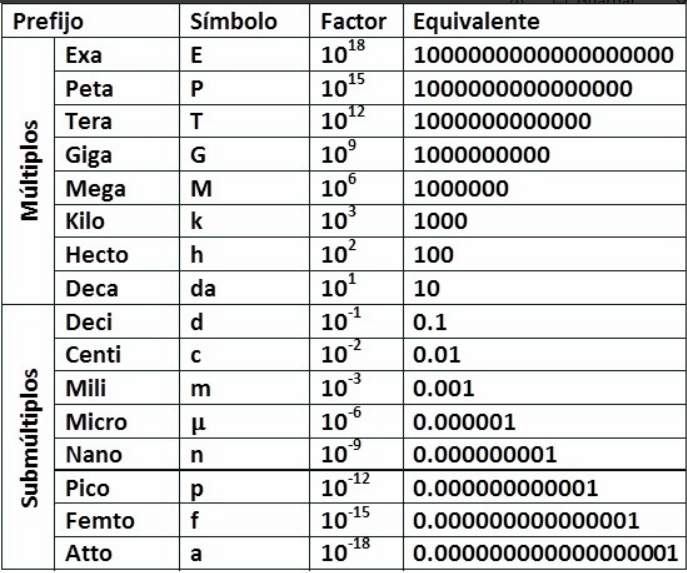 Prefijo Símbolo Factor Equivalente
Múltiplos
Exa E 10^18 1000000000000000000
Peta P 10^15 1000000000000000
Tera T 10^12 1000000000000
Giga G 10^9 1000000000
Mega M 10^6 1000000
Kilo k 10^3 1000
Hecto h 10^2 100
Deca da 10^1 10
Submúltiplos
Deci d 10^-1 0.1
Centi c 10^-2 0.01
Mili m 10^-3 0.001
Micro µ 10^-6 0.000001
Nano n 10^-9 0.000000001
Pico p 10^-12 0.000000000001
Femto f 10^-15 0.000000000000001
Atto a 10^-18 0.000000000000000001